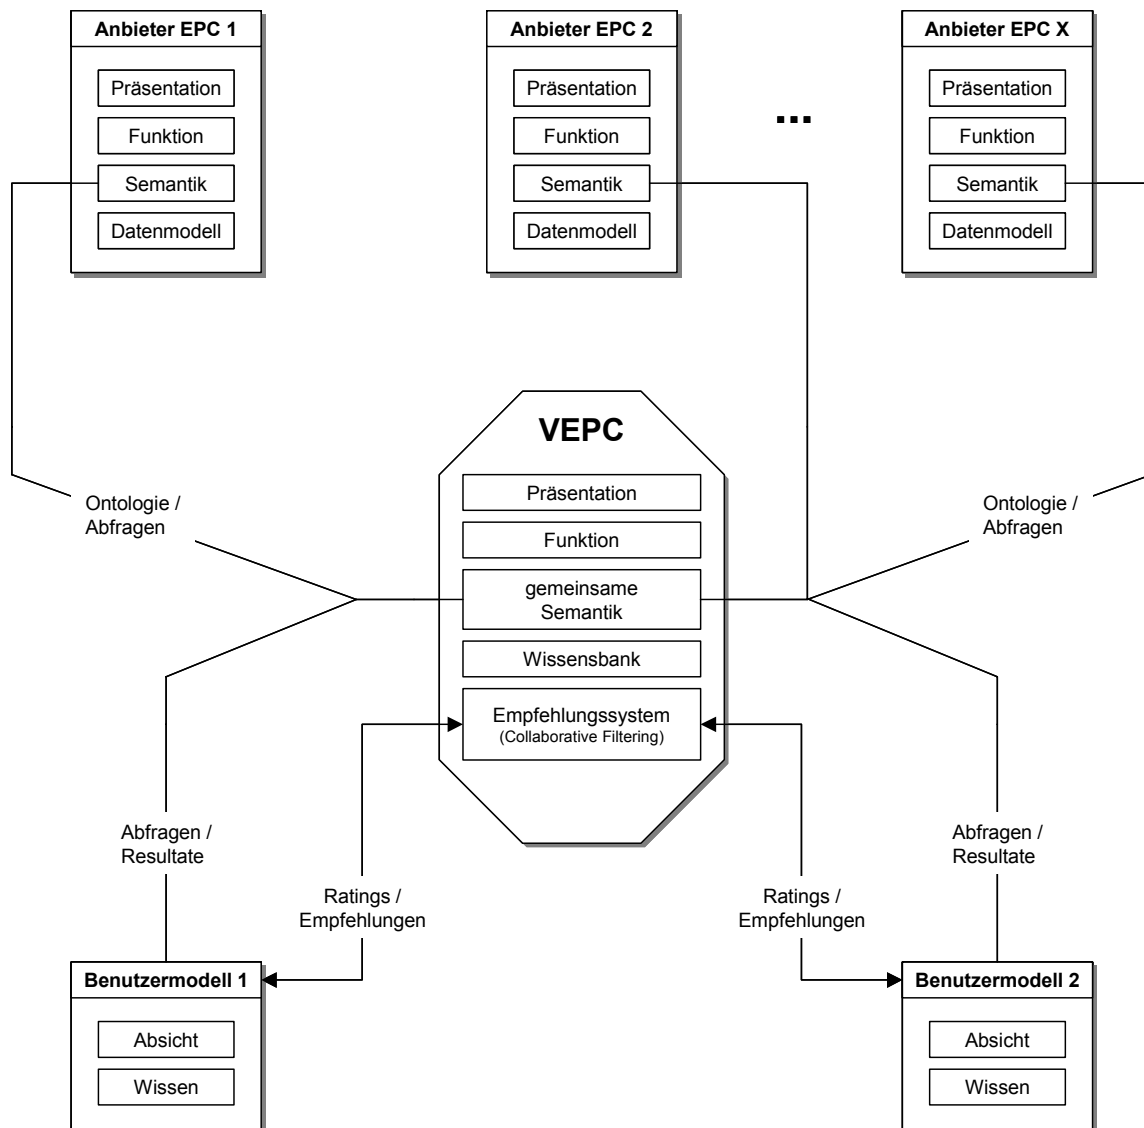 Anbieter EPC 1
Präsentation
Funktion
Semantik
Datenmodell
Anbieter EPC 2
Präsentation
Funktion
Semantik
Datenmodell
...
Anbieter EPC X
Präsentation
Funktion
Semantik
Datenmodell
VEPC
Präsentation
Funktion
gemeinsame
Semantik
Wissensbank
Empfehlungssystem
(Collaborative Filtering)
Ontologie /
Abfragen
Ontologie /
Abfragen
Abfragen /
Resultate
Ratings /
Empfehlungen
Ratings /
Empfehlungen
Abfragen /
Resultate
Benutzermodell 1
Absicht
Wissen
Benutzermodell 2
Absicht
Wissen